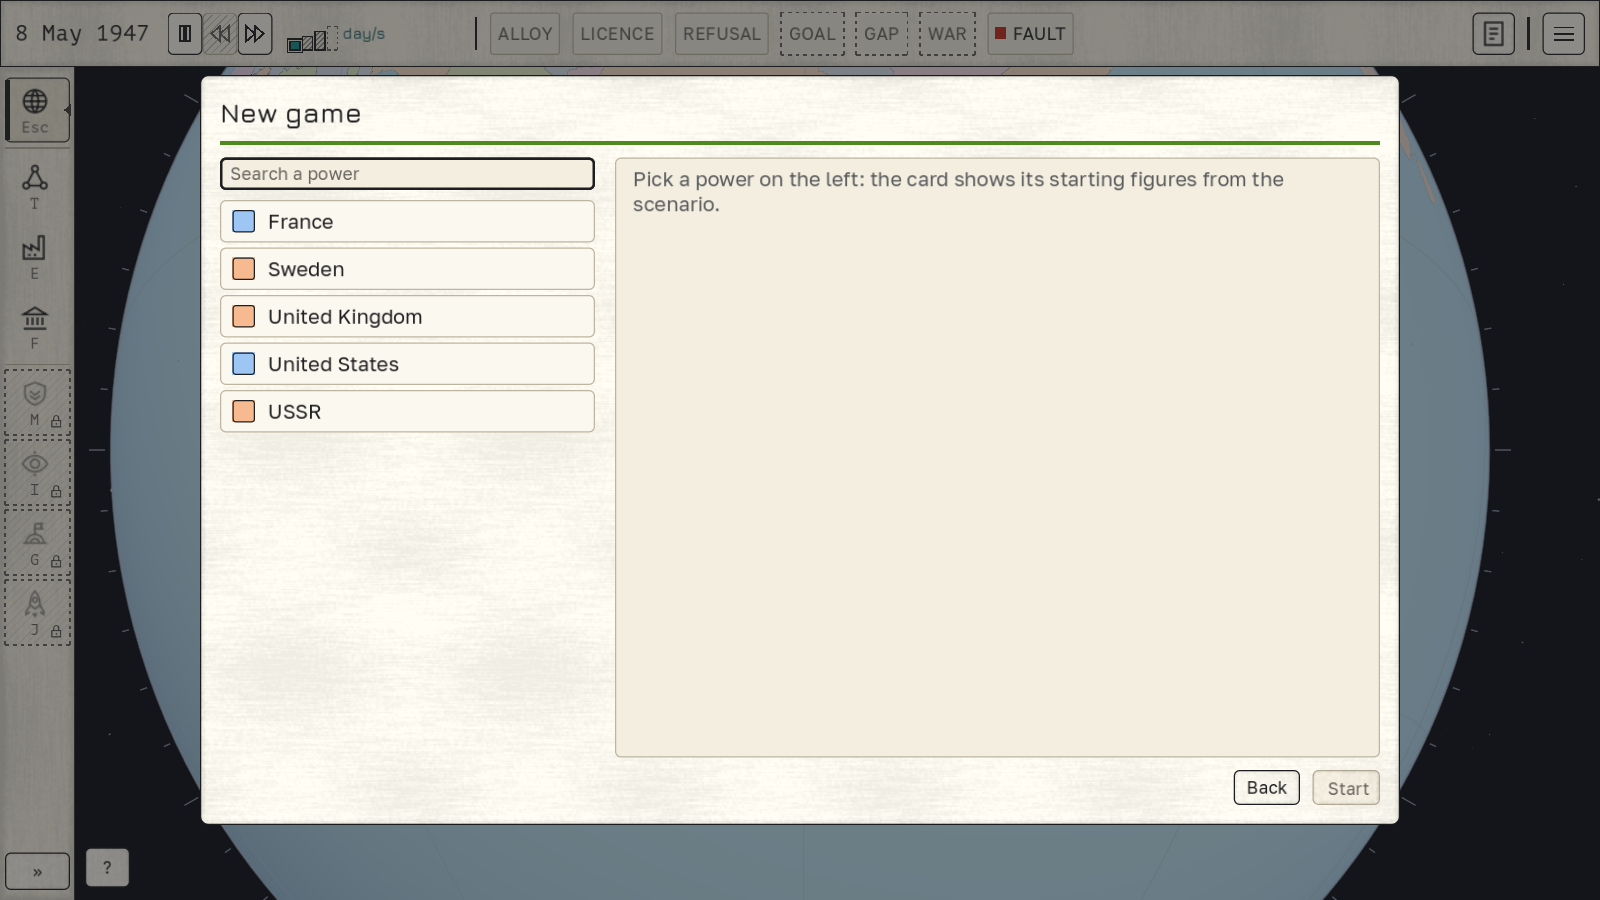 8 May 1947
day/s
ALLOY
LICENCE
REFUSAL
GOAL
GAP
WAR
FAULT
Esc
T
E
F
M
I
G
J
»
?
New game
Search a power
France
Sweden
United Kingdom
United States
USSR
Pick a power on the left: the card shows its starting figures from the
scenario.
Back
Start